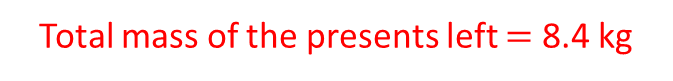 Total mass of the presents left = 8.4 kg